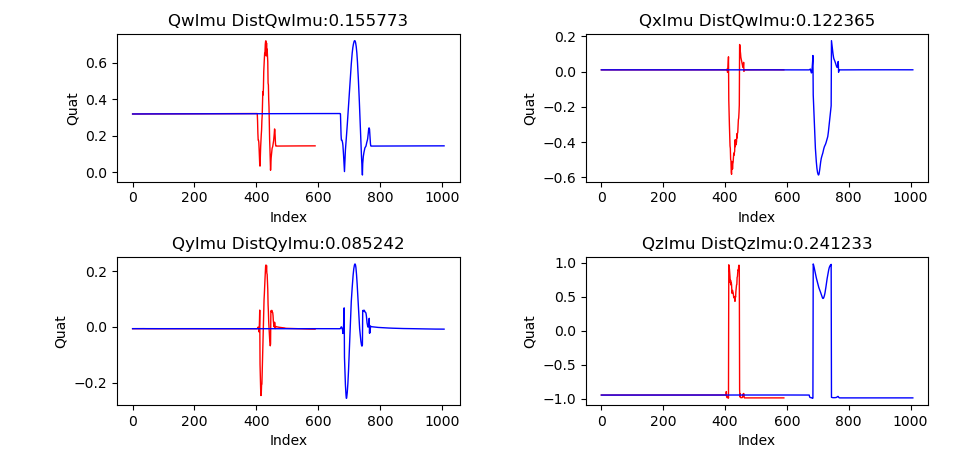 QwImu DistQwImu:0.155773
Quat
0.6
0.4
0.2
0.0
0 200 400 600 800 1000
Index
QxImu DistQwImu:0.122365
Quat
0.2
0.0
−0.2
−0.4
−0.6
0 200 400 600 800 1000
Index
QyImu DistQyImu:0.085242
Quat
0.2
0.0
−0.2
0 200 400 600 800 1000
Index
QzImu DistQzImu:0.241233
Quat
1.0
0.5
0.0
−0.5
−1.0
0 200 400 600 800 1000
Index